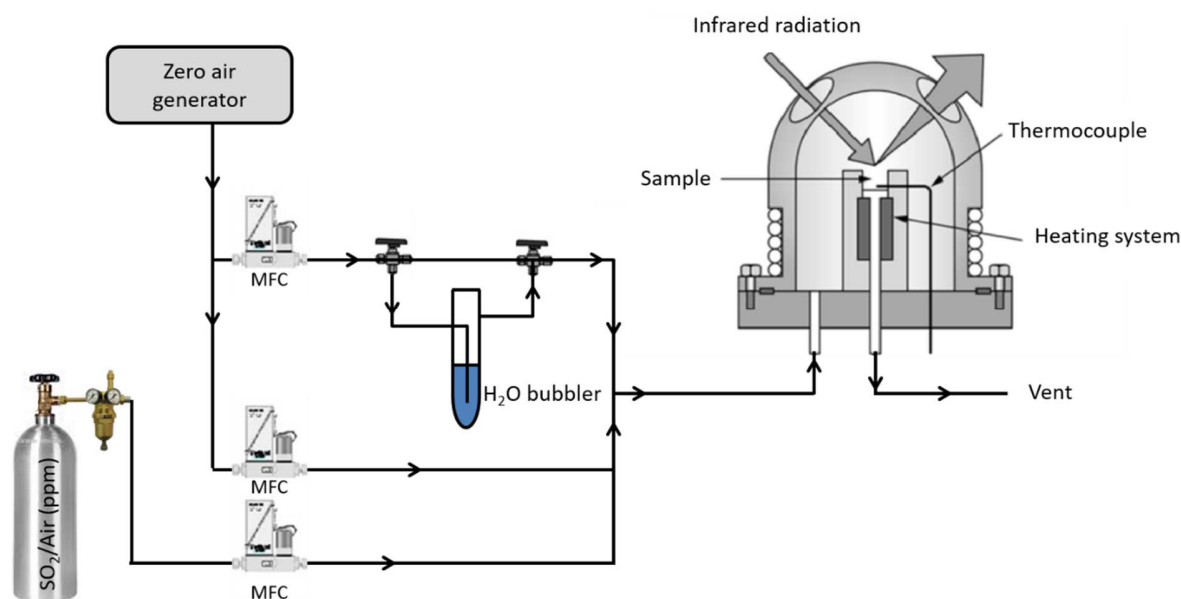 Infrared radiation
Zero air
generator
Thermocouple
Sample
Heating system
MFC
H₂O bubbler
Vent
MFC
SO₂/Air (ppm)
MFC